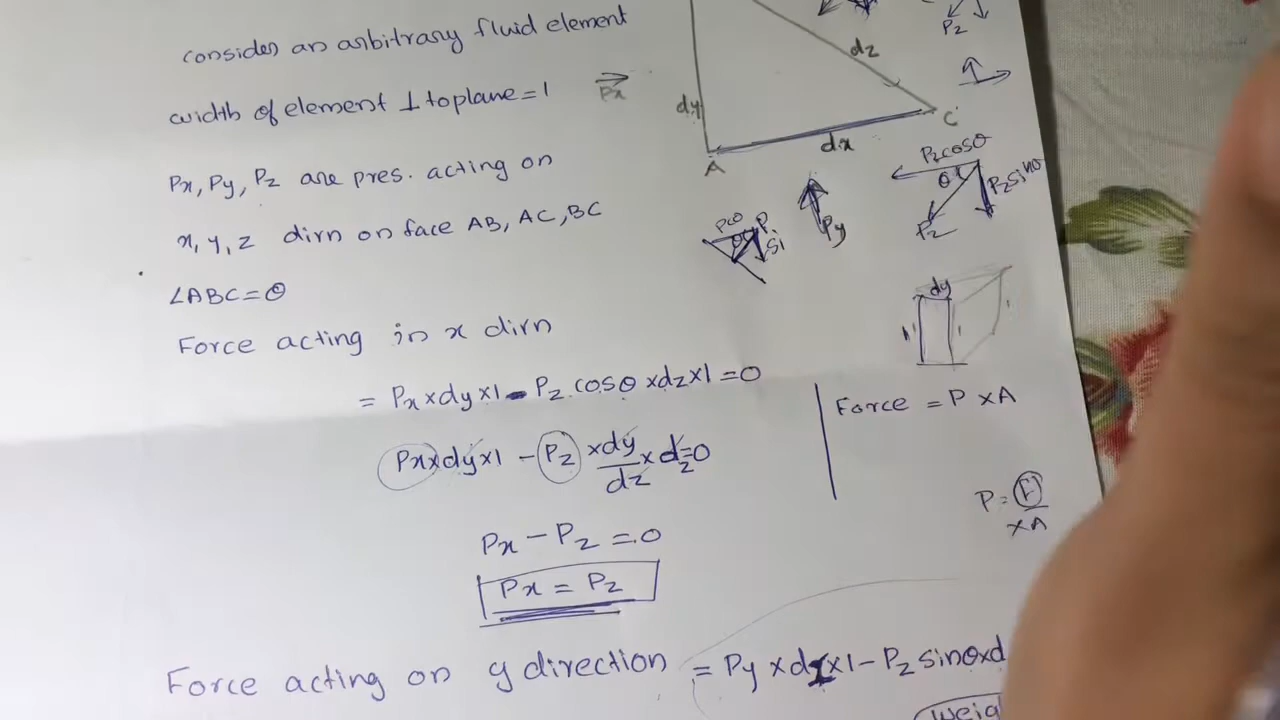 consider an arbitrary fluid element
width of element ⊥ to plane = 1
Px
Px, Py, Pz are pres. acting on
x, y, z dirn on face AB, AC, BC
∠ABC = θ
Force acting in x dirn
= Px x dy x 1 - Pz cosθ x dz x 1 = 0
Px x dy x 1 - Pz x dy/dz x dz = 0
Px - Pz = 0
Px = Pz
Force acting on y direction = Py x d x 1 - Pz sinθ x d
Pz
dz
dy
C
dx
A
Pz cosθ
θ
Pz sinθ
Pz
Py
dy
Force = P x A
P = F
x A